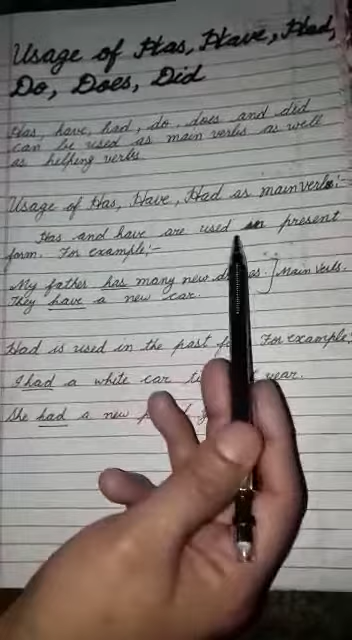 Usage of Has, Have, Had,
Do, Does, Did
Has, have, had, do, does and did
can be used as main verbs as well
as helping verbs.
Usage of Has, Have, Had as main verbs:-
Has and have are used in present
form. For example;-
My father has many new
They have a new car. ] Main Verbs.
Had is used in the past For example;
I had a white car year.
She had a new